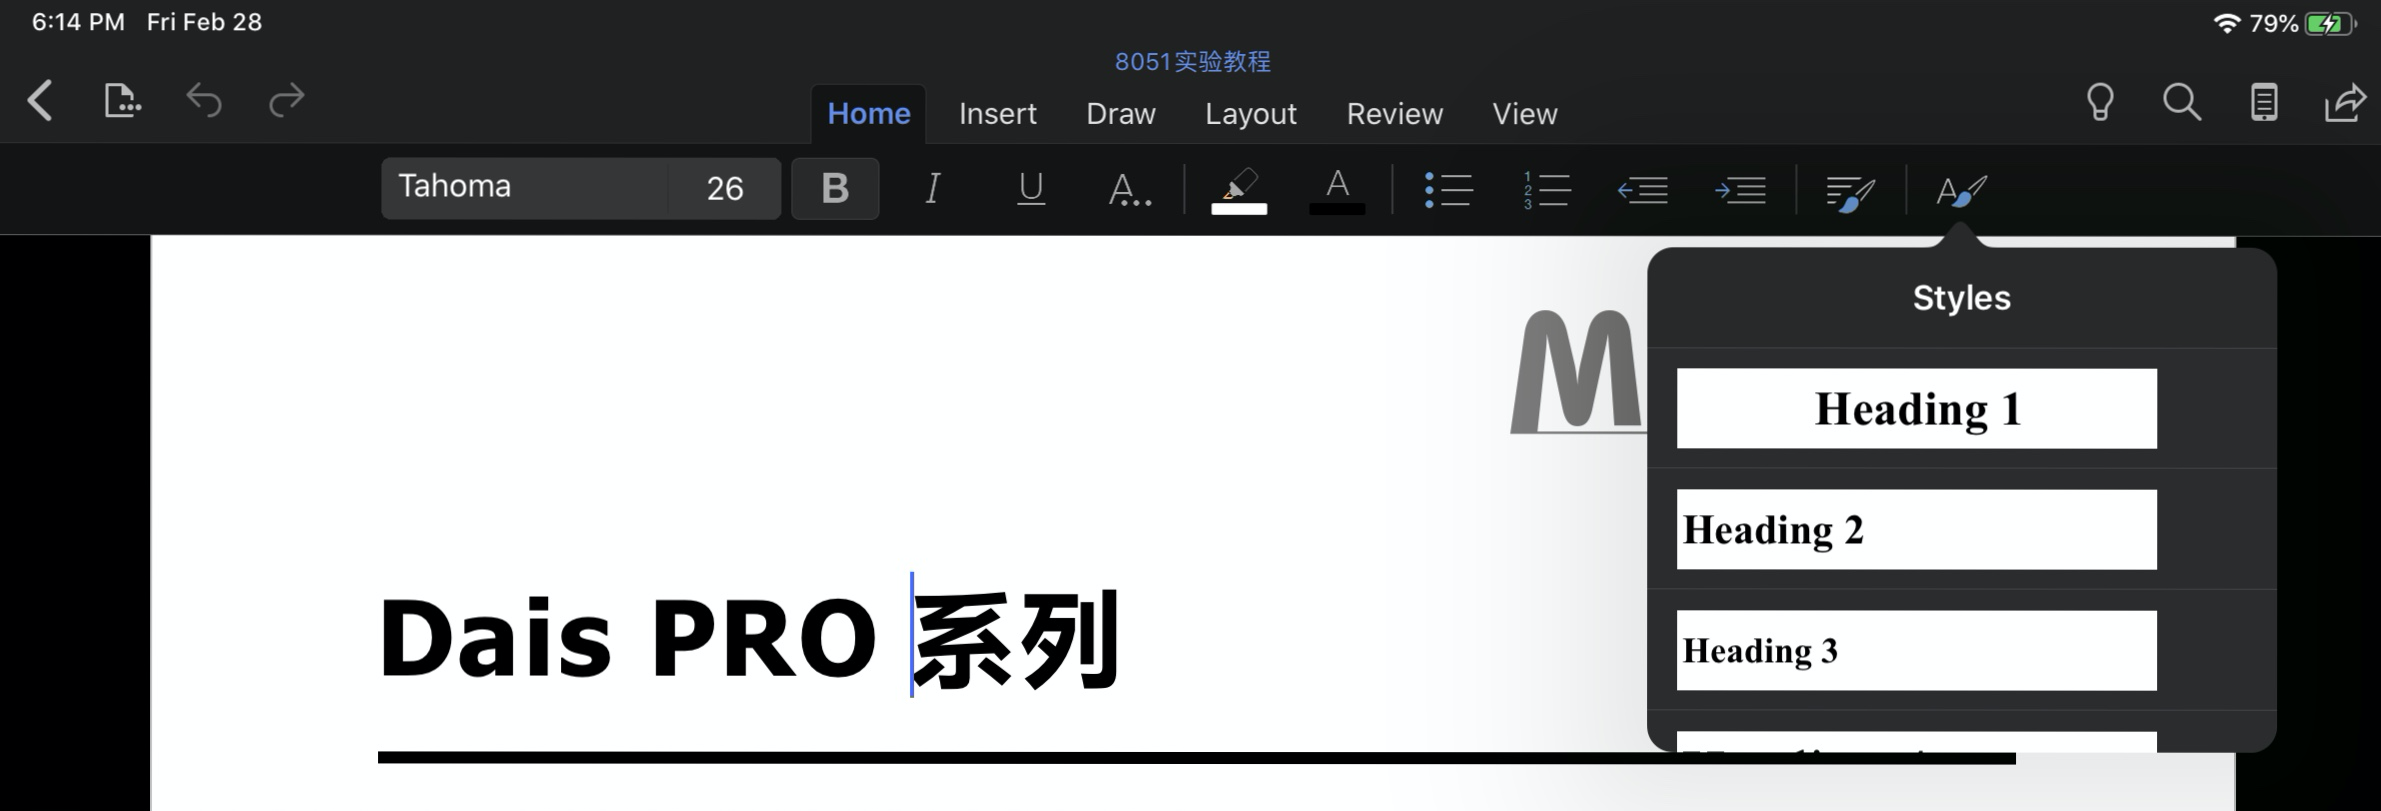 6:14 PM Fri Feb 28
79%
8051实验教程
Home Insert Draw Layout Review View
Tahoma 26 B I U A... A
Styles
Heading 1
Heading 2
Heading 3
M
Dais PRO 系列